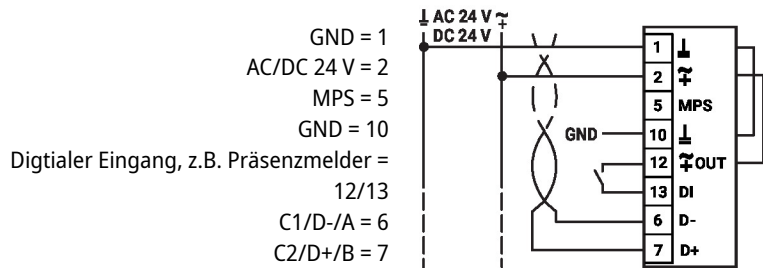 GND = 1
AC/DC 24 V = 2
MPS = 5
GND = 10
Digtialer Eingang, z.B. Präsenzmelder =
12/13
C1/D-/A = 6
C2/D+/B = 7
⊥ AC 24 V ~+
DC 24 V
GND
1 ⊥
2 ~+
5 MPS
10 ⊥
12 ~+ OUT
13 DI
6 D-
7 D+